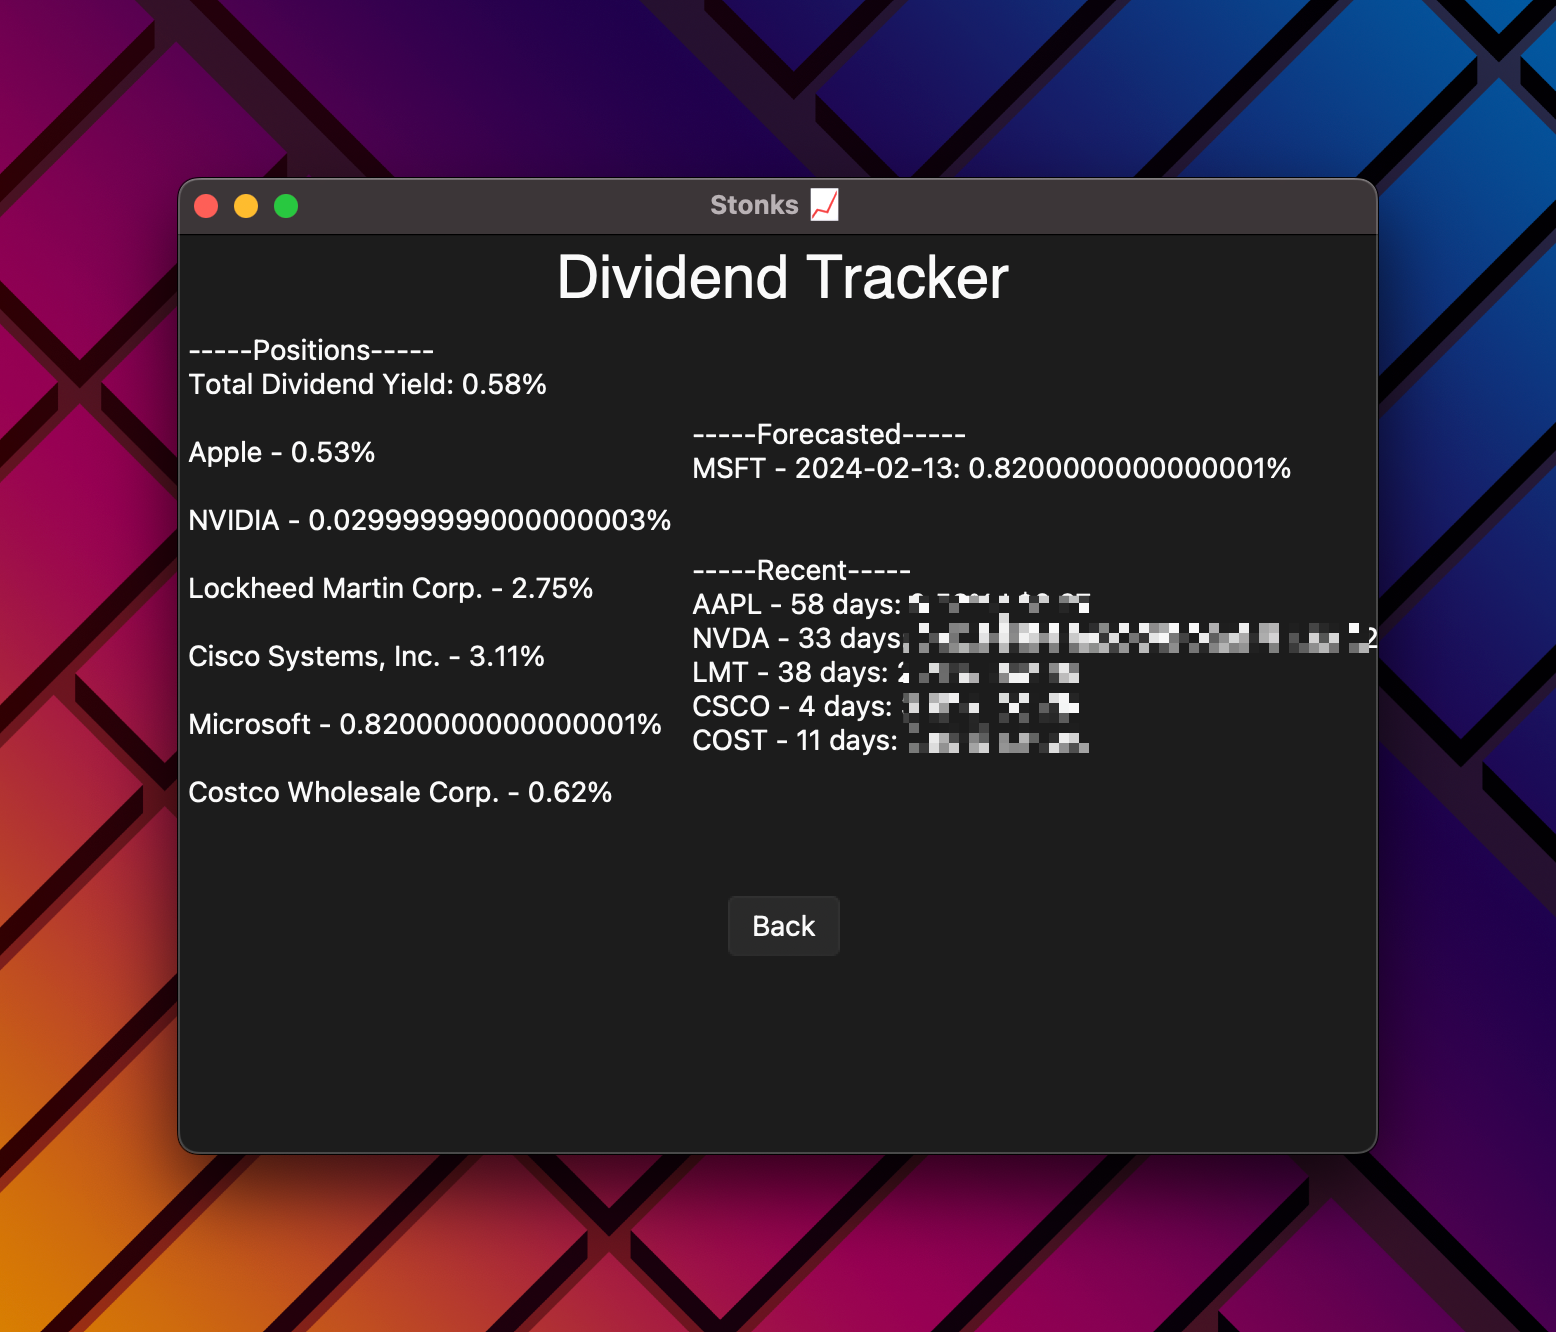 Stonks 📈
Dividend Tracker
-----Positions-----
Total Dividend Yield: 0.58%
Apple - 0.53%
NVIDIA - 0.029999999000000003%
Lockheed Martin Corp. - 2.75%
Cisco Systems, Inc. - 3.11%
Microsoft - 0.8200000000000001%
Costco Wholesale Corp. - 0.62%
-----Forecasted-----
MSFT - 2024-02-13: 0.8200000000000001%
-----Recent-----
AAPL - 58 days:
NVDA - 33 days
LMT - 38 days:
CSCO - 4 days:
COST - 11 days:
Back